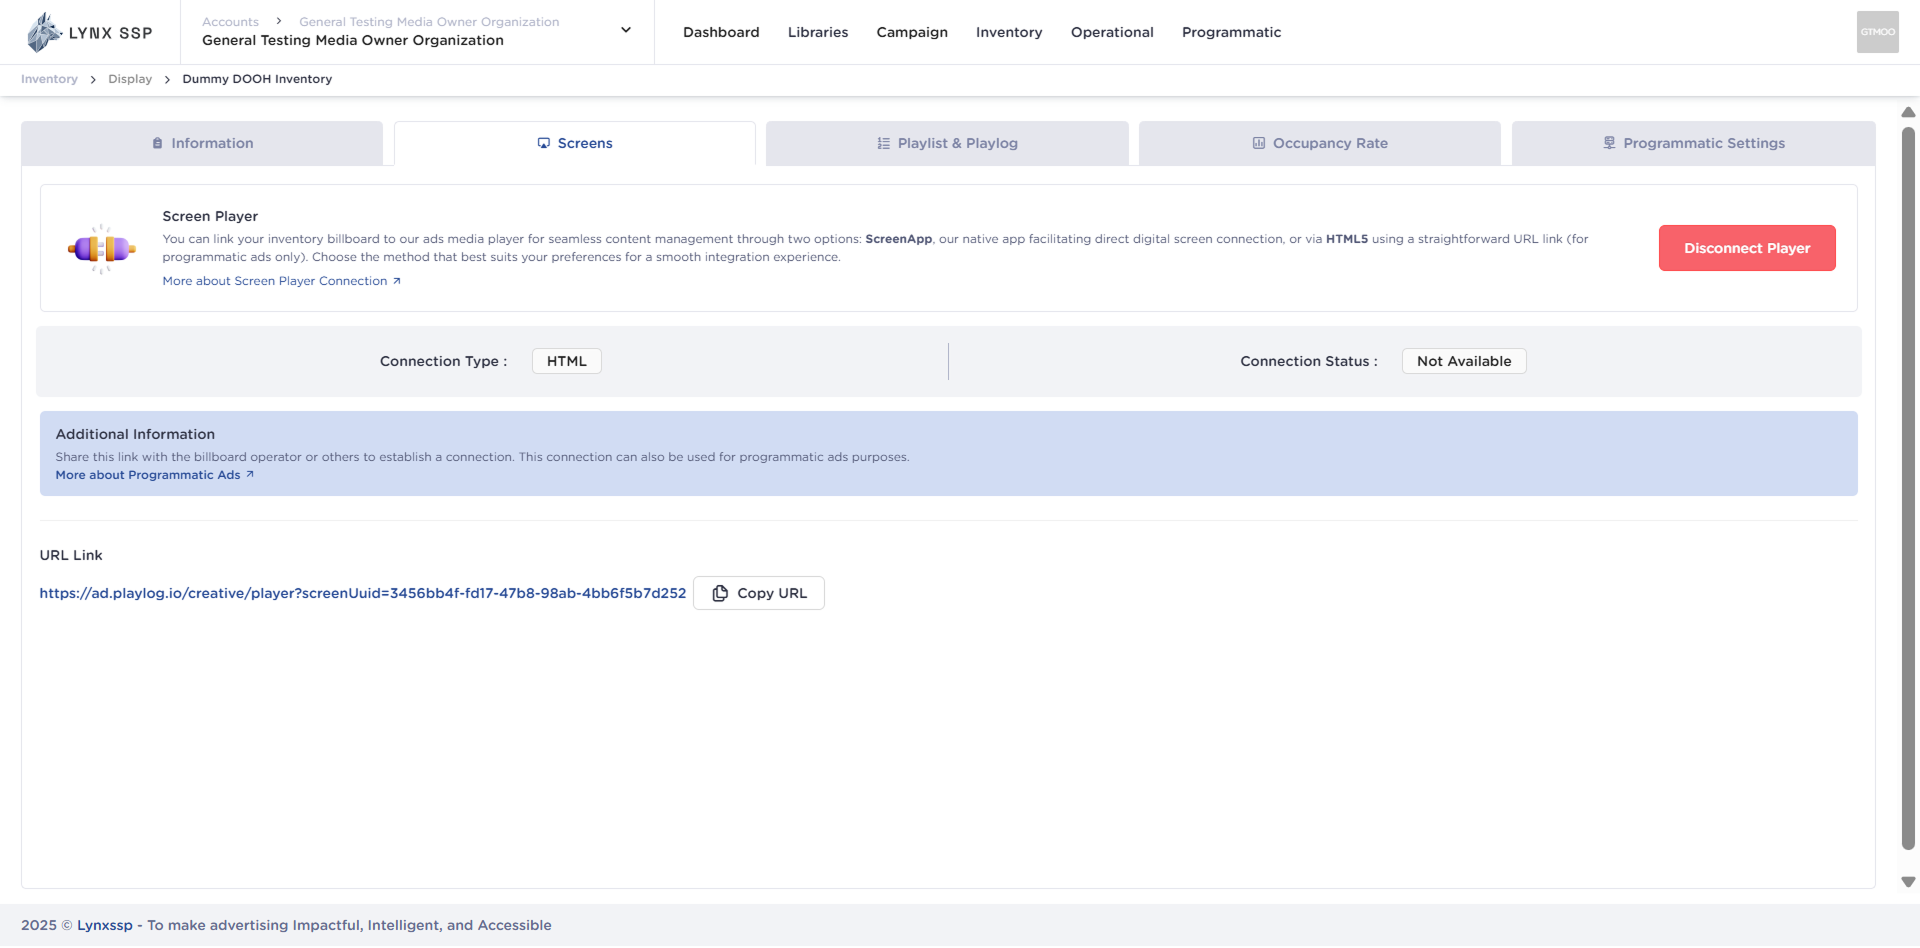 LYNX SSP
Accounts > General Testing Media Owner Organization
General Testing Media Owner Organization
Dashboard Libraries Campaign Inventory Operational Programmatic
GTMOO
Inventory > Display > Dummy DOOH Inventory
Information
Screens
Playlist & Playlog
Occupancy Rate
Programmatic Settings
Screen Player
You can link your inventory billboard to our ads media player for seamless content management through two options: ScreenApp, our native app facilitating direct digital screen connection, or via HTML5 using a straightforward URL link (for
programmatic ads only). Choose the method that best suits your preferences for a smooth integration experience.
More about Screen Player Connection
Disconnect Player
Connection Type : HTML
Connection Status : Not Available
Additional Information
Share this link with the billboard operator or others to establish a connection. This connection can also be used for programmatic ads purposes.
More about Programmatic Ads
URL Link
https://ad.playlog.io/creative/player?screenUuid=3456bb4f-fd17-47b8-98ab-4bb6f5b7d252
Copy URL
2025 © Lynxssp - To make advertising Impactful, Intelligent, and Accessible